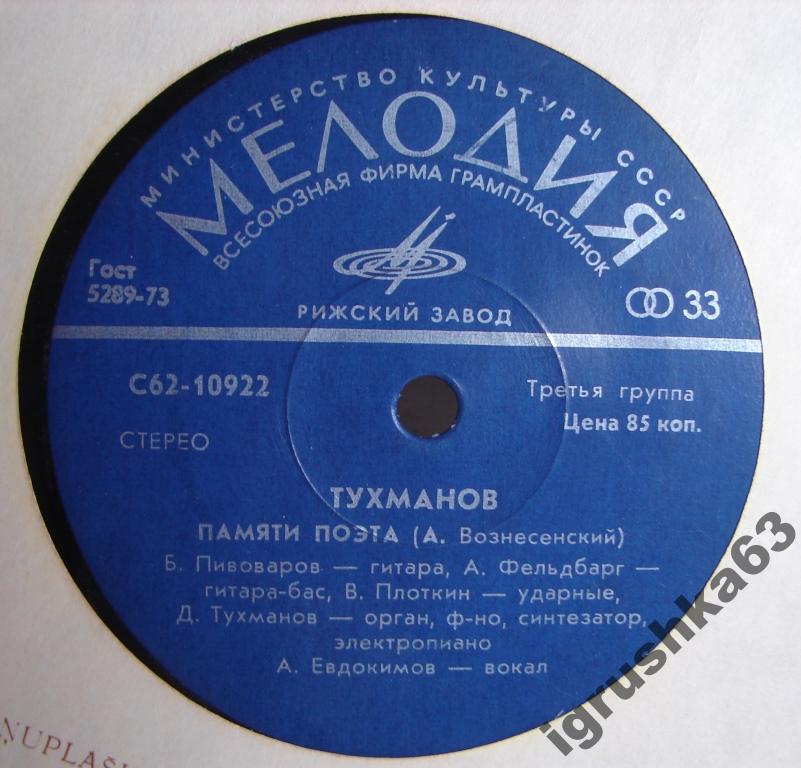 МИНИСТЕРСТВО КУЛЬТУРЫ СССР
МЕЛОДИЯ
ВСЕСОЮЗНАЯ ФИРМА ГРАМПЛАСТИНОК
Гост
5289-73
33
РИЖСКИЙ ЗАВОД
С62-10922
Третья группа
Цена 85 коп.
СТЕРЕО
ТУХМАНОВ
ПАМЯТИ ПОЭТА (А. Вознесенский)
Б. Пивоваров — гитара, А. Фельдбарг —
гитара-бас, В. Плоткин — ударные,
Д. Тухманов — орган, ф-но, синтезатор,
электропиано
А. Евдокимов — вокал
igrushka63